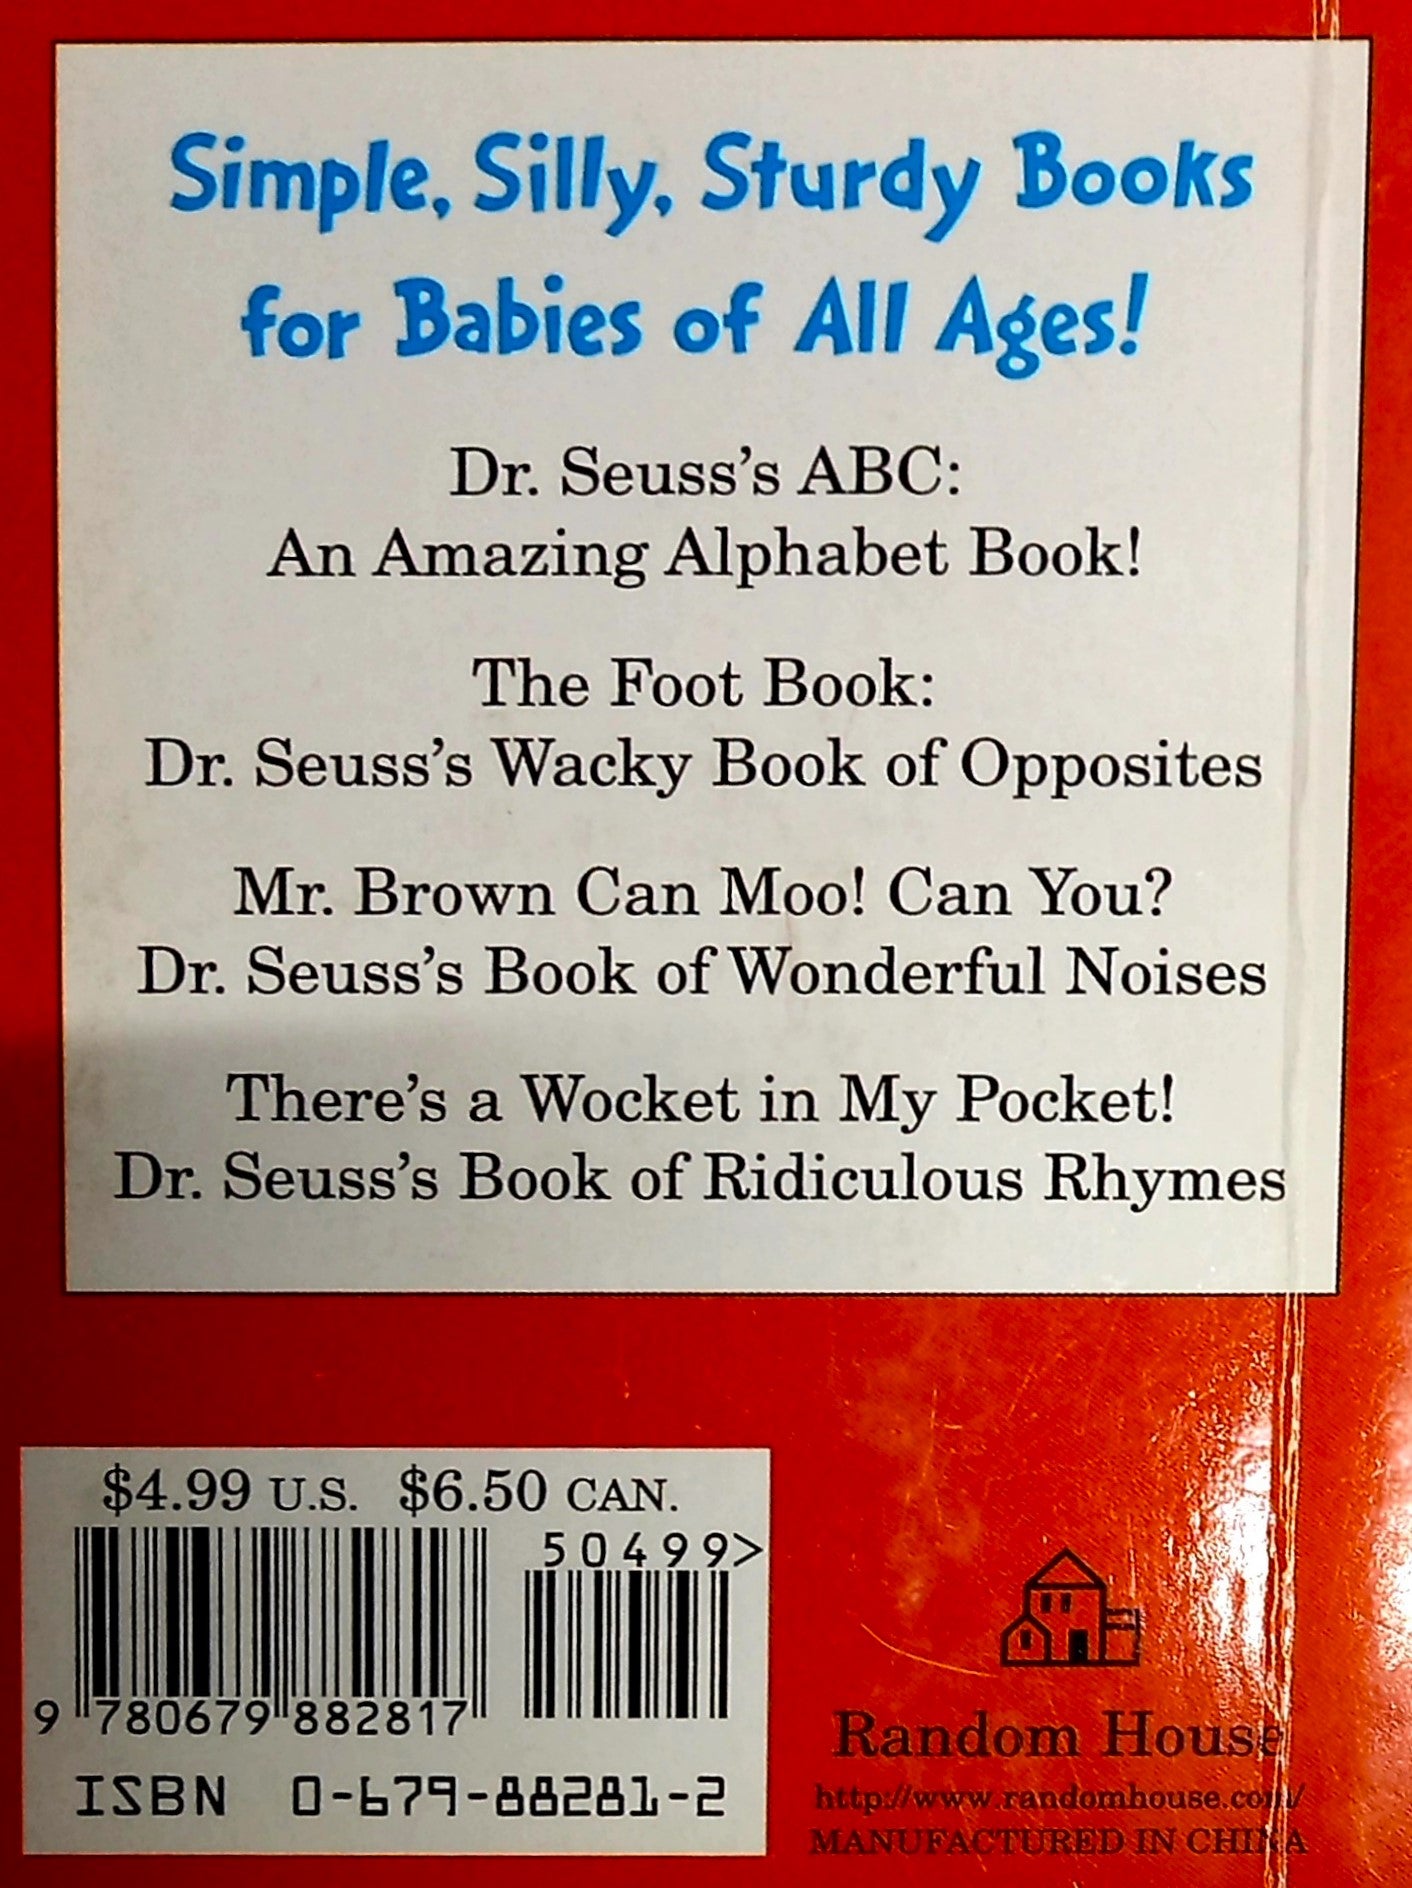 Simple, Silly, Sturdy Books
for Babies of All Ages!
Dr. Seuss's ABC:
An Amazing Alphabet Book!
The Foot Book:
Dr. Seuss's Wacky Book of Opposites
Mr. Brown Can Moo! Can You?
Dr. Seuss's Book of Wonderful Noises
There's a Wocket in My Pocket!
Dr. Seuss's Book of Ridiculous Rhymes
$4.99 U.S. $6.50 CAN.
50499>
9 780679 882817
ISBN 0-679-88281-2
Random House
http://www.randomhouse.com/
MANUFACTURED IN CHINA